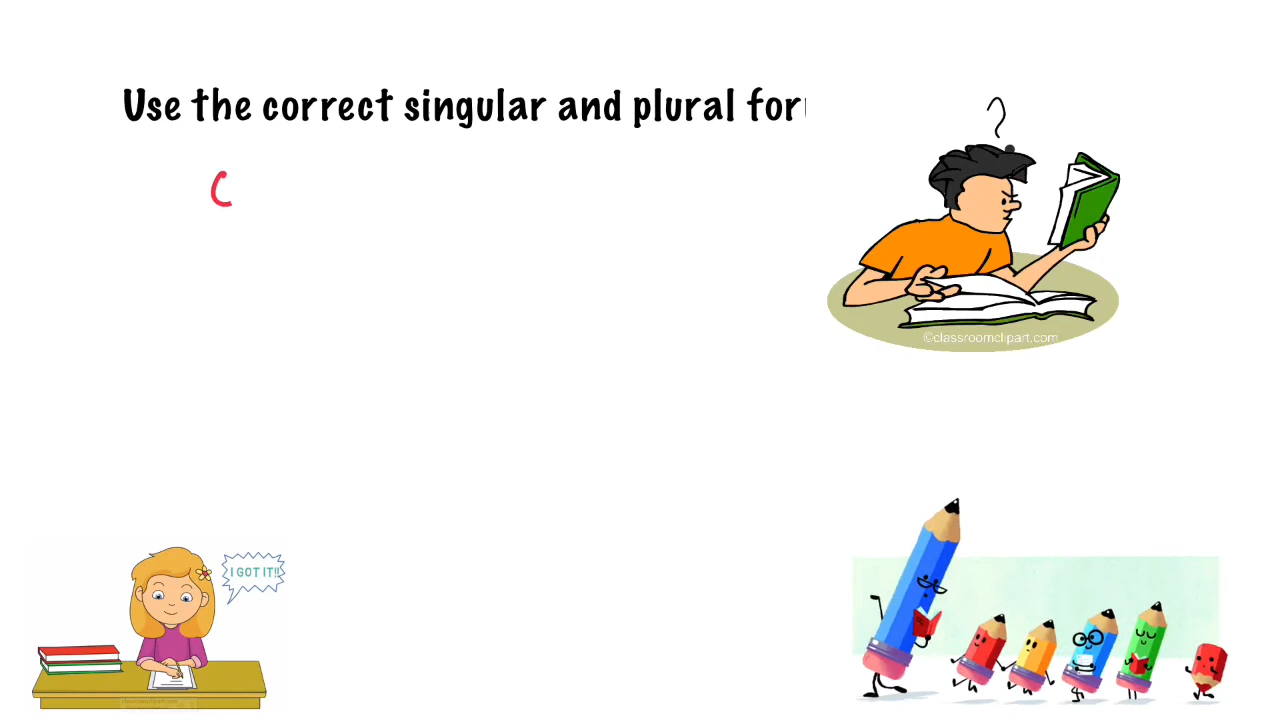 Use the correct singular and plural for
C
?
©classroomclipart.com
I GOT IT!!